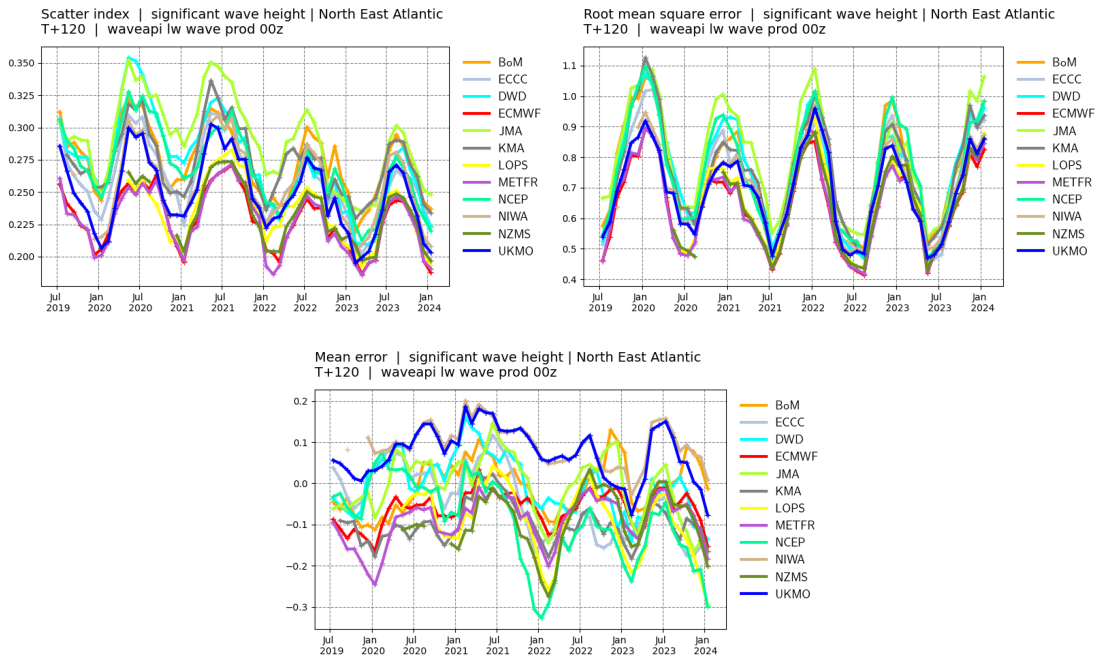 Scatter index | significant wave height | North East Atlantic
T+120 | waveapi lw wave prod 00z
0.350
0.325
0.300
0.275
0.250
0.225
0.200
Jul 2019
Jan 2020
Jul 2020
Jan 2021
Jul 2021
Jan 2022
Jul 2022
Jan 2023
Jul 2023
Jan 2024
BoM
ECCC
DWD
ECMWF
JMA
KMA
LOPS
METFR
NCEP
NIWA
NZMS
UKMO
Root mean square error | significant wave height | North East Atlantic
T+120 | waveapi lw wave prod 00z
1.1
1.0
0.9
0.8
0.7
0.6
0.5
0.4
Jul 2019
Jan 2020
Jul 2020
Jan 2021
Jul 2021
Jan 2022
Jul 2022
Jan 2023
Jul 2023
Jan 2024
BoM
ECCC
DWD
ECMWF
JMA
KMA
LOPS
METFR
NCEP
NIWA
NZMS
UKMO
Mean error | significant wave height | North East Atlantic
T+120 | waveapi lw wave prod 00z
0.2
0.1
0.0
−0.1
−0.2
−0.3
Jul 2019
Jan 2020
Jul 2020
Jan 2021
Jul 2021
Jan 2022
Jul 2022
Jan 2023
Jul 2023
Jan 2024
BoM
ECCC
DWD
ECMWF
JMA
KMA
LOPS
METFR
NCEP
NIWA
NZMS
UKMO